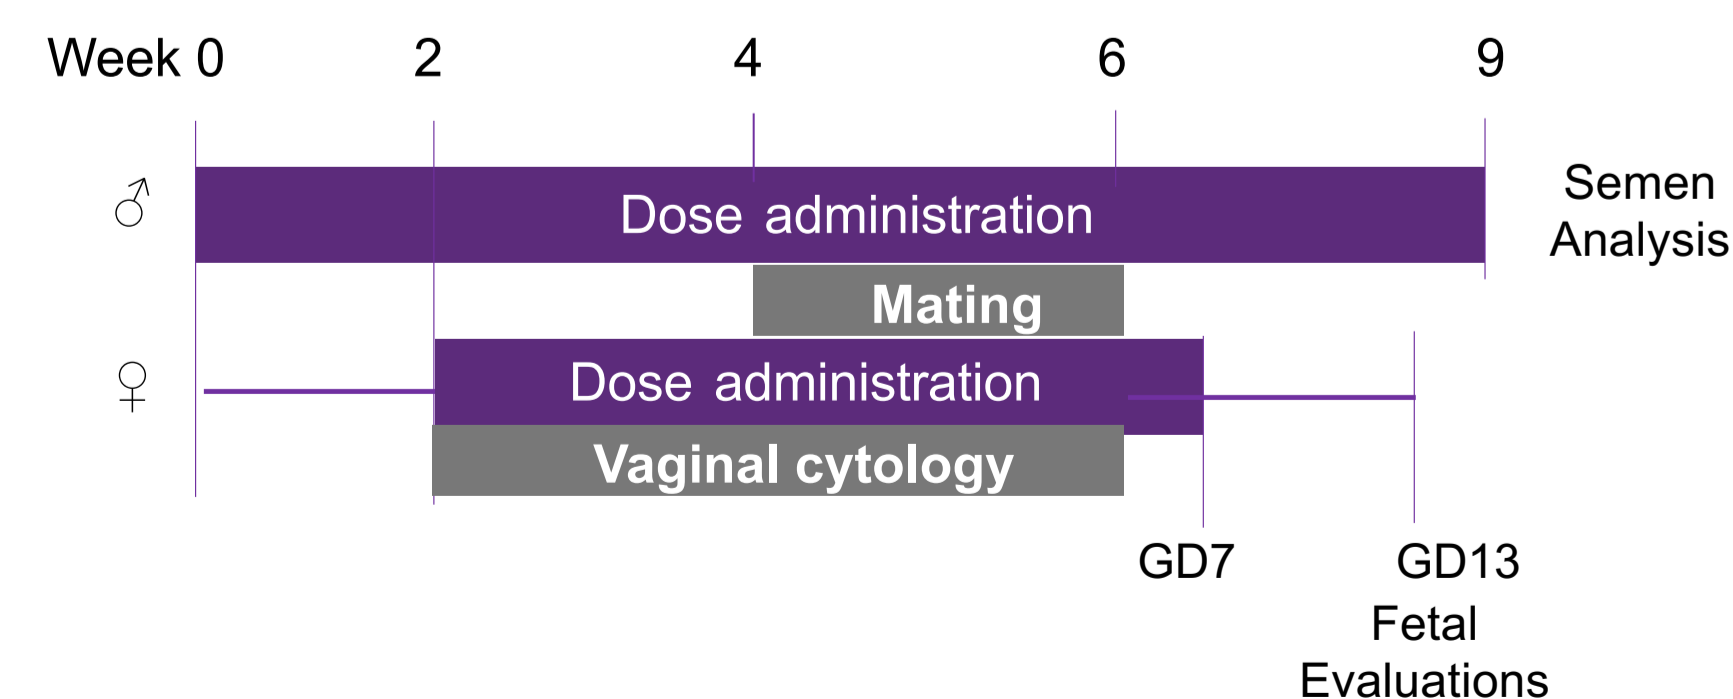 Week 0 2 4 6 9
♂
Dose administration
Semen
Analysis
Mating
♀
Dose administration
Vaginal cytology
GD7 GD13
Fetal
Evaluations